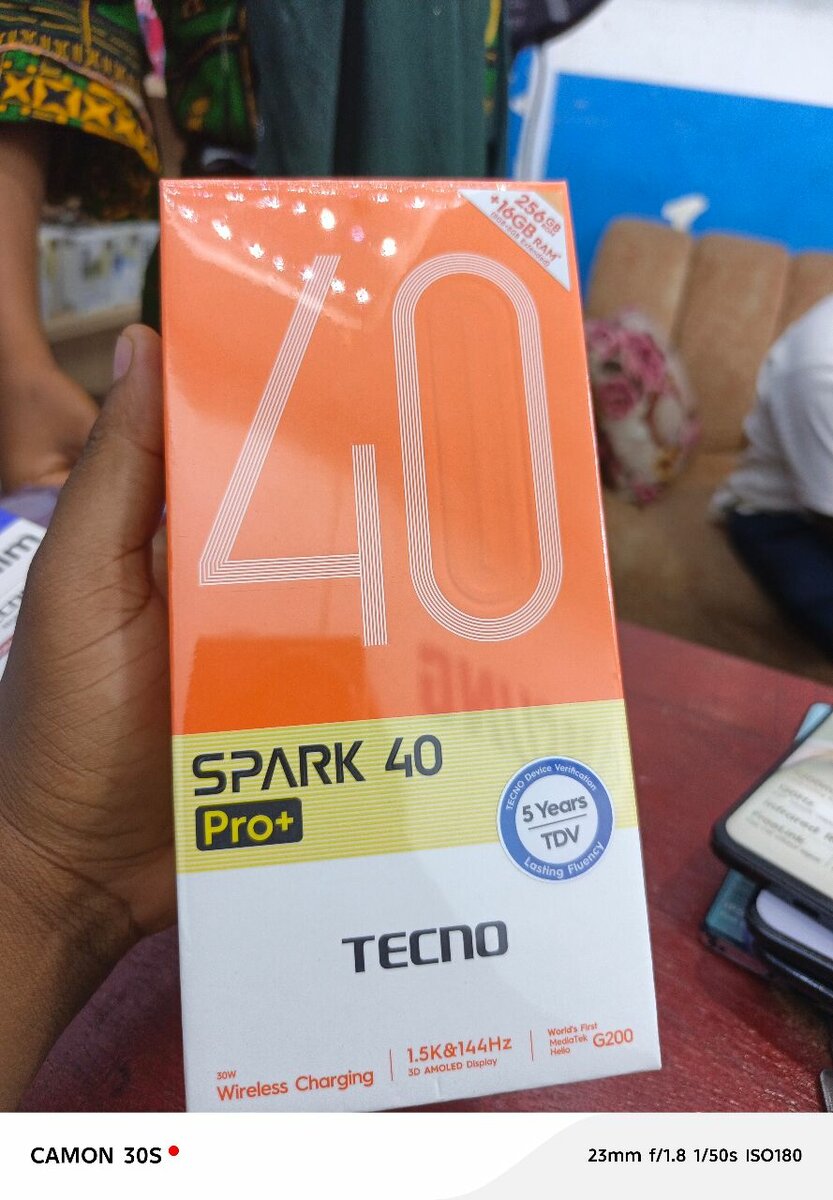 256GB
ROM
+16GB RAM*
40
SPARK 40
Pro+
TECNO Device Verification
5 Years
TDV
Lasting Fluency
TECNO
30W
Wireless Charging
1.5K&144Hz
3D AMOLED Display
World's First
MediaTek
Helio
G200
CAMON 30S
23mm f/1.8 1/50s ISO180